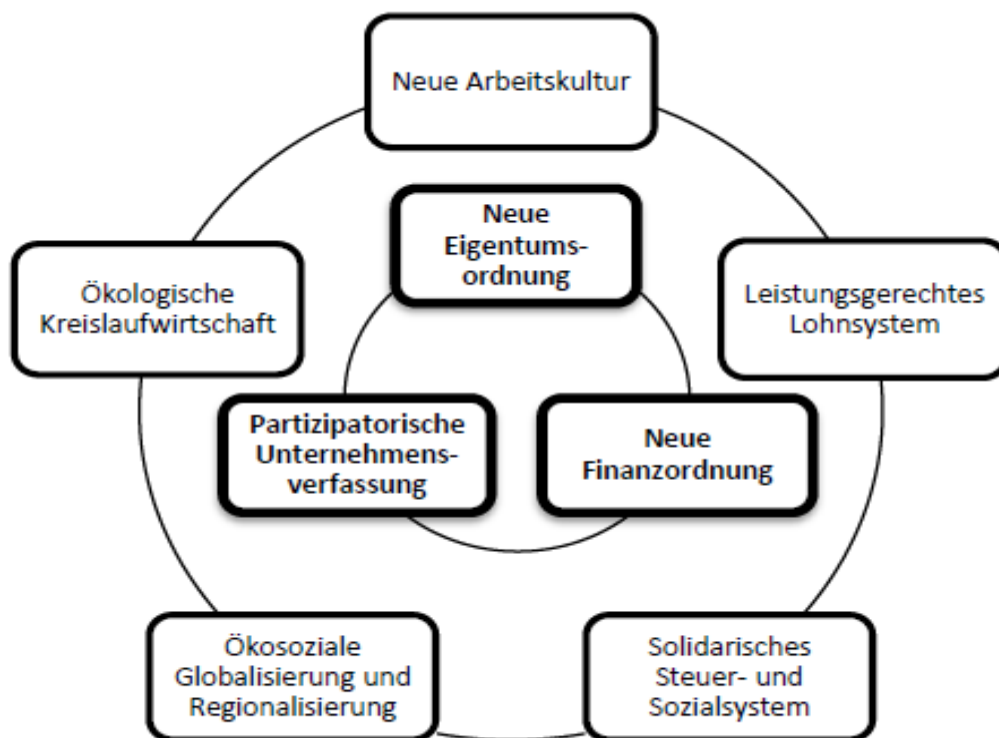 Neue Arbeitskultur
Neue
Eigentums-
ordnung
Ökologische
Kreislaufwirtschaft
Leistungsgerechtes
Lohnsystem
Partizipatorische
Unternehmens-
verfassung
Neue
Finanzordnung
Ökosoziale
Globalisierung und
Regionalisierung
Solidarisches
Steuer- und
Sozialsystem